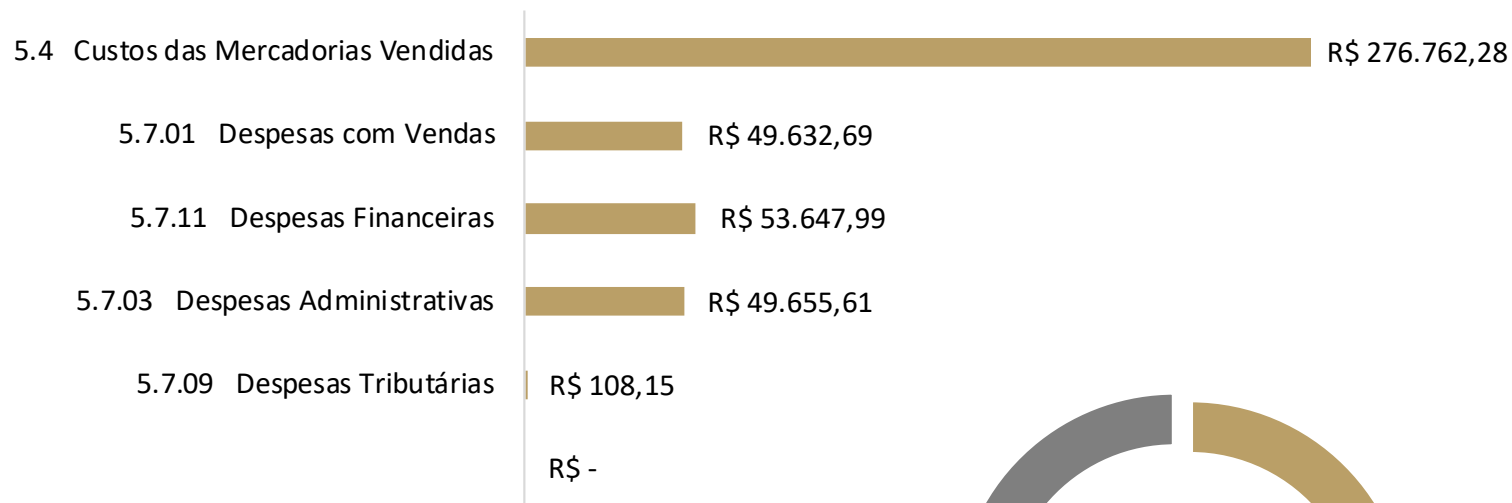 5.4 Custos das Mercadorias Vendidas R$ 276.762,28
5.7.01 Despesas com Vendas R$ 49.632,69
5.7.11 Despesas Financeiras R$ 53.647,99
5.7.03 Despesas Administrativas R$ 49.655,61
5.7.09 Despesas Tributárias R$ 108,15
R$ -